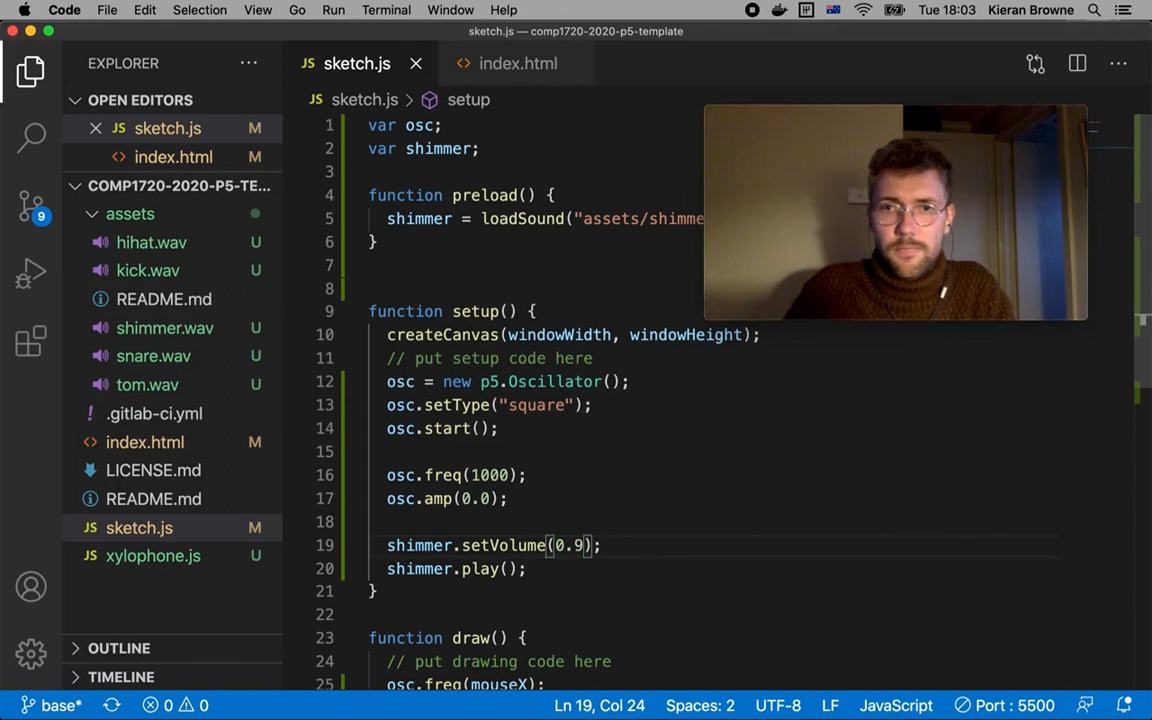 Code File Edit Selection View Go Run Terminal Window Help Tue 18:03 Kieran Browne
sketch.js — comp1720-2020-p5-template
EXPLORER
JS sketch.js
<> index.html
JS sketch.js > setup
OPEN EDITORS
JS sketch.js M
<> index.html M
COMP1720-2020-P5-TE...
assets
hihat.wav U
kick.wav U
README.md
shimmer.wav U
snare.wav U
tom.wav U
! .gitlab-ci.yml
<> index.html M
LICENSE.md
README.md
JS sketch.js M
JS xylophone.js U
OUTLINE
TIMELINE
9
1 var osc;
2 var shimmer;
3
4 function preload() {
5 shimmer = loadSound("assets/shimme
6 }
7
8
9 function setup() {
10 createCanvas(windowWidth, windowHeight);
11 // put setup code here
12 osc = new p5.Oscillator();
13 osc.setType("square");
14 osc.start();
15
16 osc.freq(1000);
17 osc.amp(0.0);
18
19 shimmer.setVolume(0.9);
20 shimmer.play();
21 }
22
23 function draw() {
24 // put drawing code here
25 osc.freq(mouseX);
base* 0 0 Ln 19, Col 24 Spaces: 2 UTF-8 LF JavaScript Port : 5500